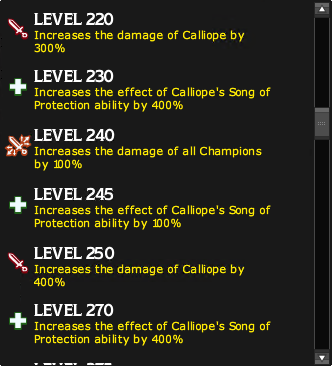 LEVEL 220
Increases the damage of Calliope by
300%
LEVEL 230
Increases the effect of Calliope's Song of
Protection ability by 400%
LEVEL 240
Increases the damage of all Champions
by 100%
LEVEL 245
Increases the effect of Calliope's Song of
Protection ability by 100%
LEVEL 250
Increases the damage of Calliope by
400%
LEVEL 270
Increases the effect of Calliope's Song of
Protection ability by 400%